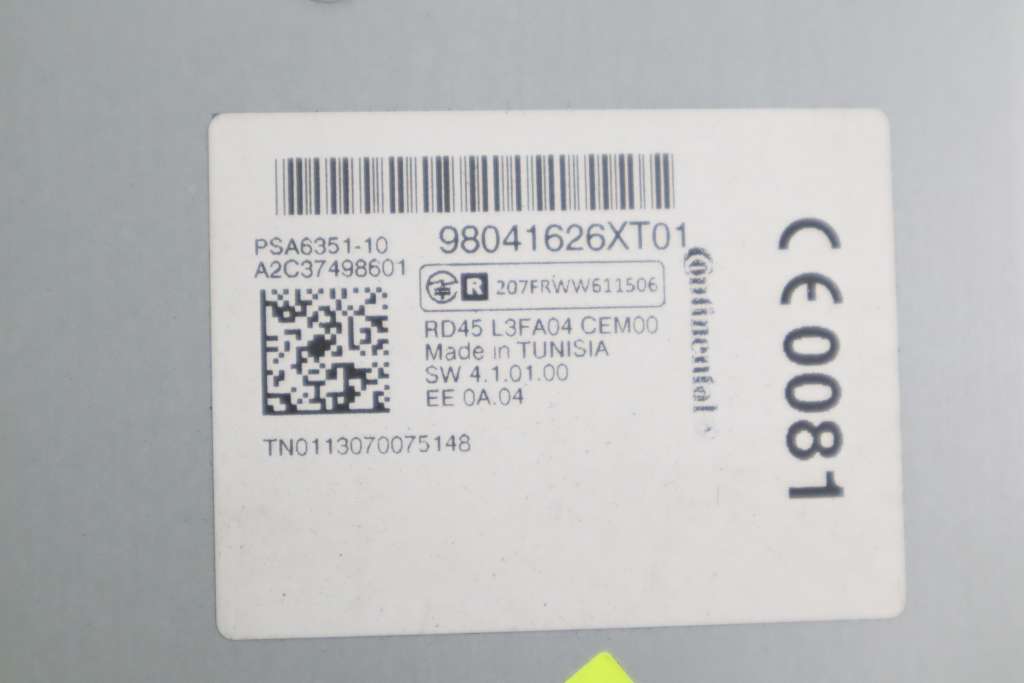 98041626XT01
PSA6351-10
A2C37498601
R 207FRWW611506
RD45 L3FA04 CEM00
Made in TUNISIA
SW 4.1.01.00
EE 0A.04
TN0113070075148
Continental
CE 0081